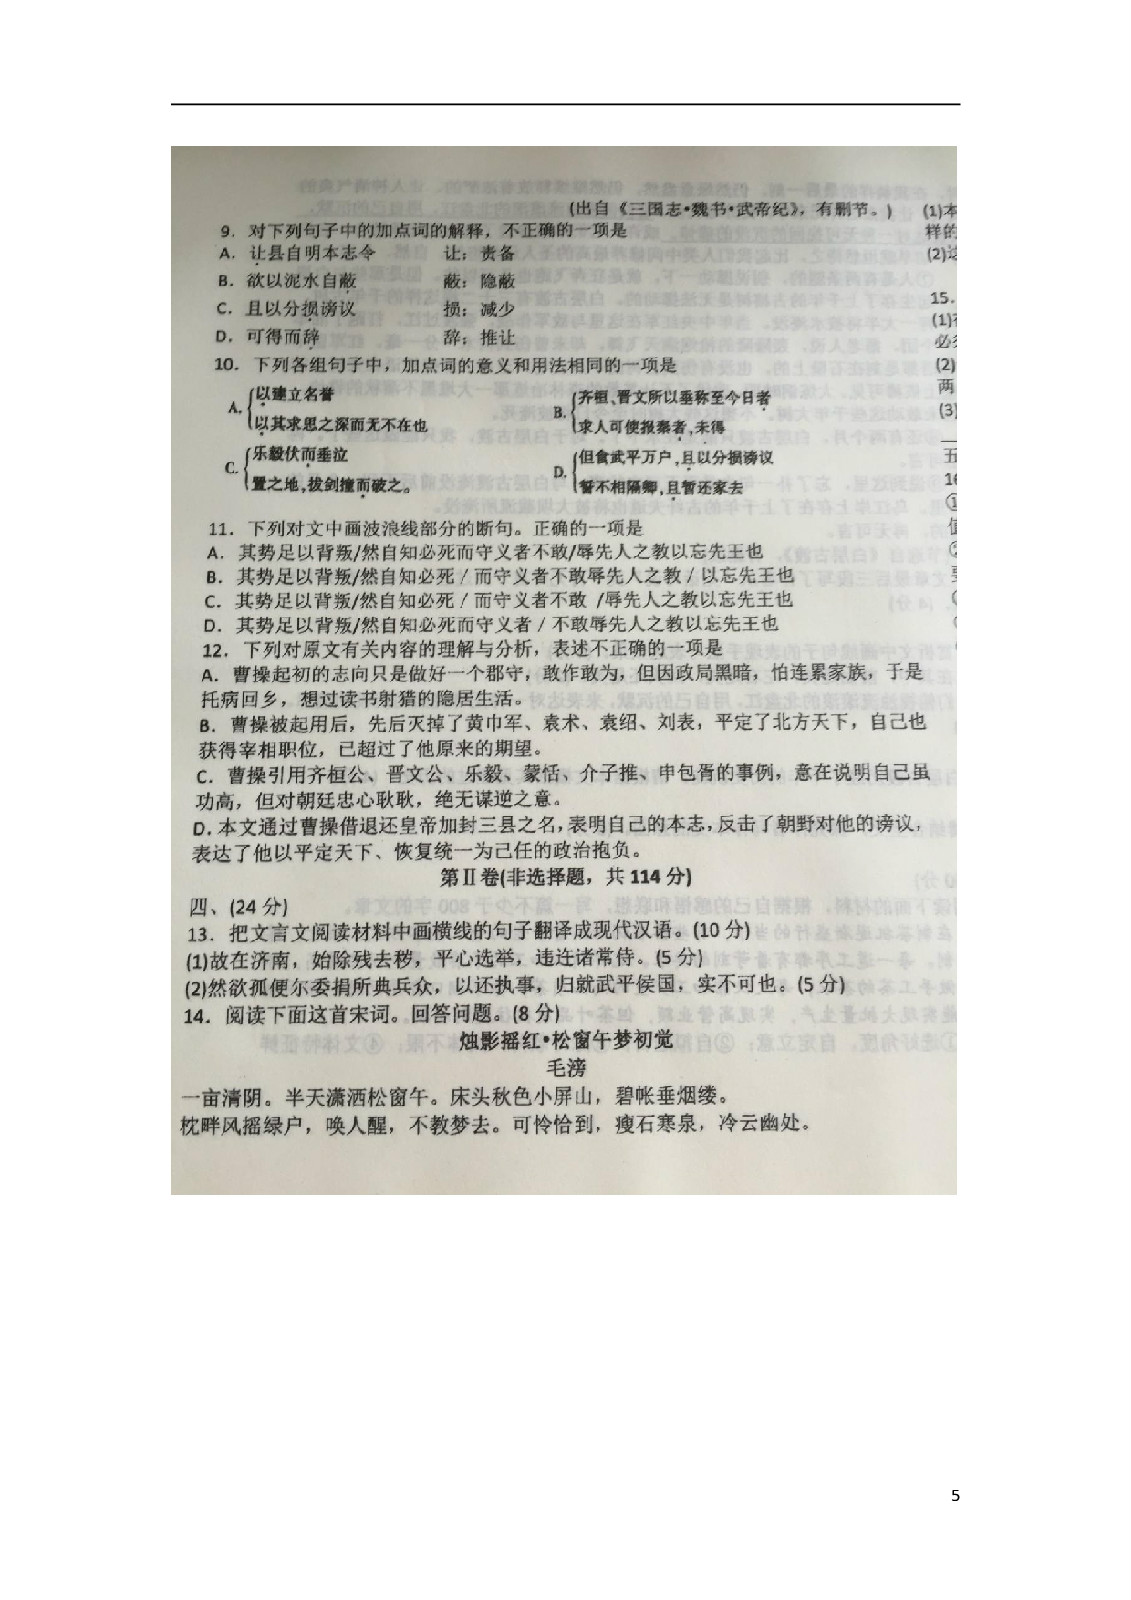 (出自《三国志•魏书•武帝纪》，有删节。)
9．对下列句子中的加点词的解释，不正确的一项是
A．让县自明本志令　让：责备
B．欲以泥水自蔽　蔽：隐蔽
C．且以分损谤议　损：减少
D．可得而辞　辞：推让
10．下列各组句子中，加点词的意义和用法相同的一项是
A.{以建立名誉
以其求思之深而无不在也
B.{齐桓、晋文所以垂称至今日者
求人可使报秦者,未得
C.{乐毅伏而垂泣
置之地,拔剑撞而破之。
D.{但食武平万户,且以分损谤议
誓不相隔卿,且暂还家去
11．下列对文中画波浪线部分的断句。正确的一项是
A．其势足以背叛/然自知必死而守义者不敢/辱先人之教以忘先王也
B．其势足以背叛/然自知必死/而守义者不敢辱先人之教/以忘先王也
C．其势足以背叛/然自知必死/而守义者不敢 /辱先人之教以忘先王也
D．其势足以背叛/然自知必死而守义者/不敢辱先人之教以忘先王也
12．下列对原文有关内容的理解与分析，表述不正确的一项是
A．曹操起初的志向只是做好一个郡守，敢作敢为，但因政局黑暗，怕连累家族，于是
托病回乡，想过读书射猎的隐居生活。
B．曹操被起用后，先后灭掉了黄巾军、袁术、袁绍、刘表，平定了北方天下，自己也
获得宰相职位，已超过了他原来的期望。
C．曹操引用齐桓公、晋文公、乐毅、蒙恬、介子推、申包胥的事例，意在说明自己虽
功高，但对朝廷忠心耿耿，绝无谋逆之意。
D.本文通过曹操借退还皇帝加封三县之名,表明自己的本志,反击了朝野对他的谤议，
表达了他以平定天下、恢复统一为己任的政治抱负。
第Ⅱ卷(非选择题，共114分)
四、(24分)
13．把文言文阅读材料中画横线的句子翻译成现代汉语。(10分)
(1)故在济南，始除残去秽，平心选举，违迕诸常侍。(5分)
(2)然欲孤便尔委捐所典兵众，以还执事，归就武平侯国，实不可也。(5分)
14．阅读下面这首宋词。回答问题。(8分)
烛影摇红•松窗午梦初觉
毛滂
一亩清阴。半天潇洒松窗午。床头秋色小屏山，碧帐垂烟缕。
枕畔风摇绿户，唤人醒，不教梦去。可怜恰到，瘦石寒泉，冷云幽处。
(1)本
样的
(2)这
15．
(1)
必
(2)
两
(3)
五
16
5